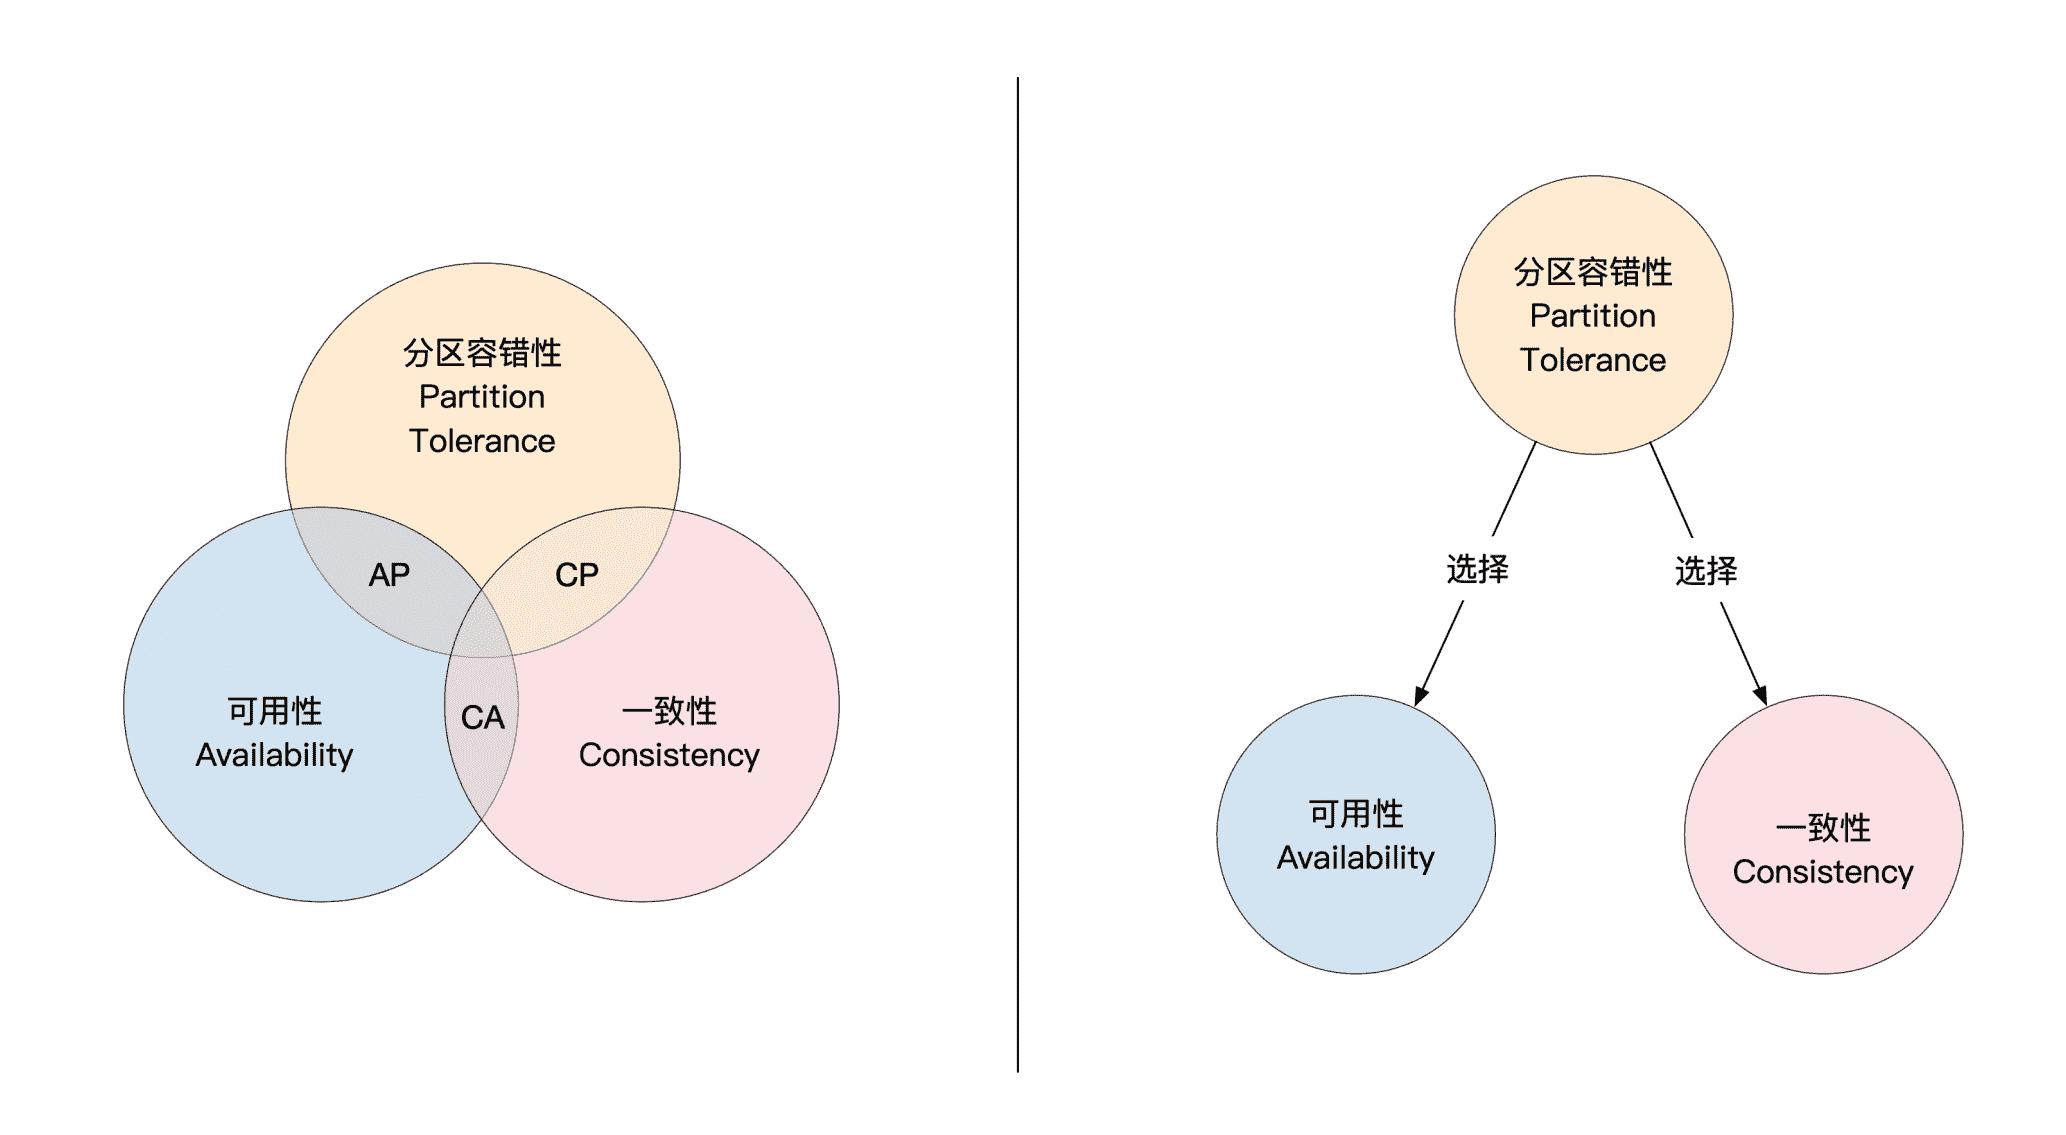 分区容错性
Partition
Tolerance
AP
CP
可用性
Availability
CA
一致性
Consistency
分区容错性
Partition
Tolerance
选择
选择
可用性
Availability
一致性
Consistency